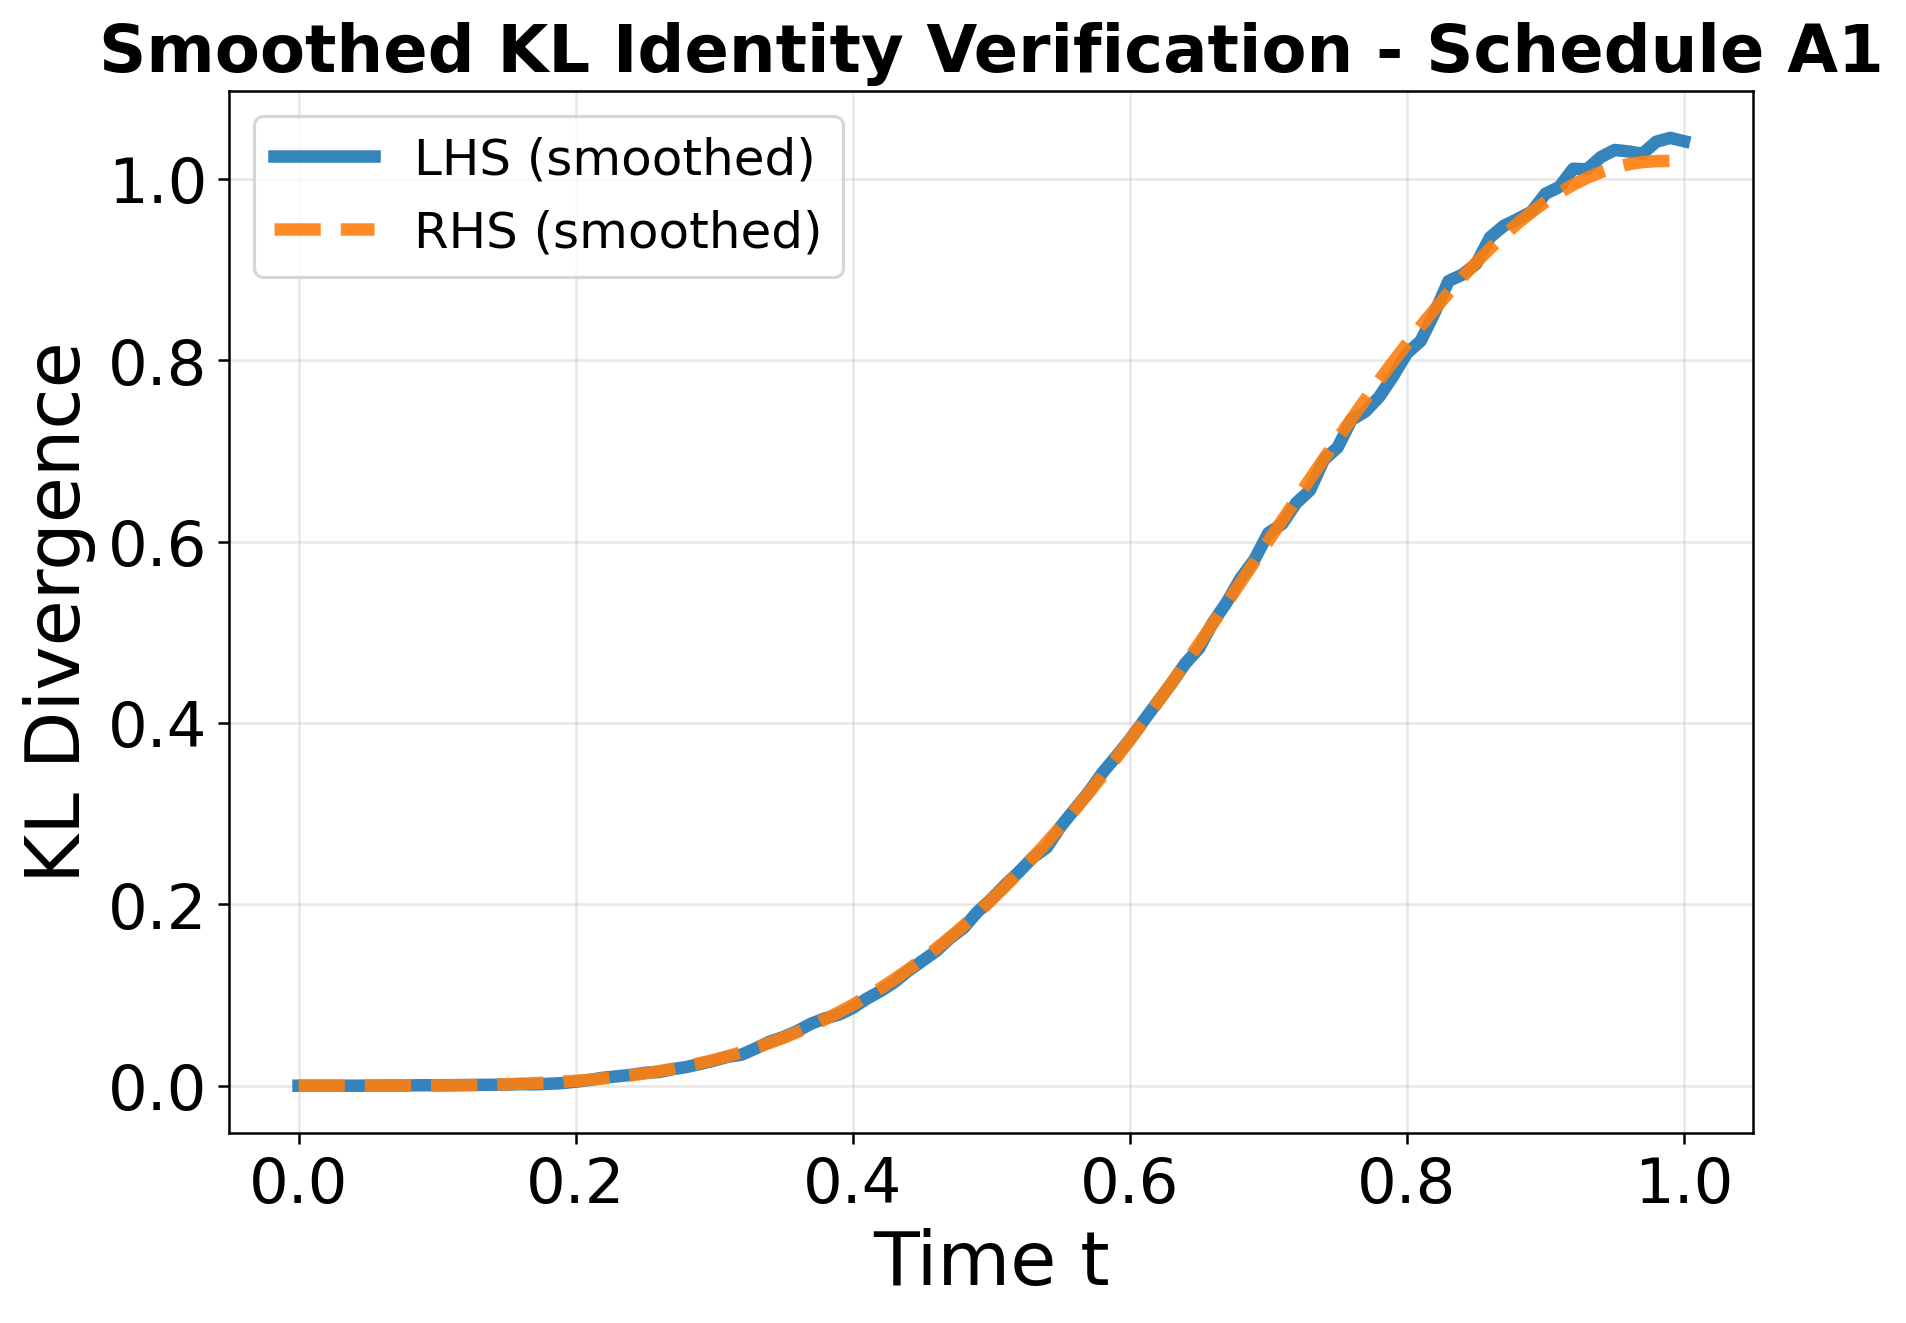 Smoothed KL Identity Verification - Schedule A1
LHS (smoothed)
RHS (smoothed)
KL Divergence
1.0
0.8
0.6
0.4
0.2
0.0
0.0 0.2 0.4 0.6 0.8 1.0
Time t